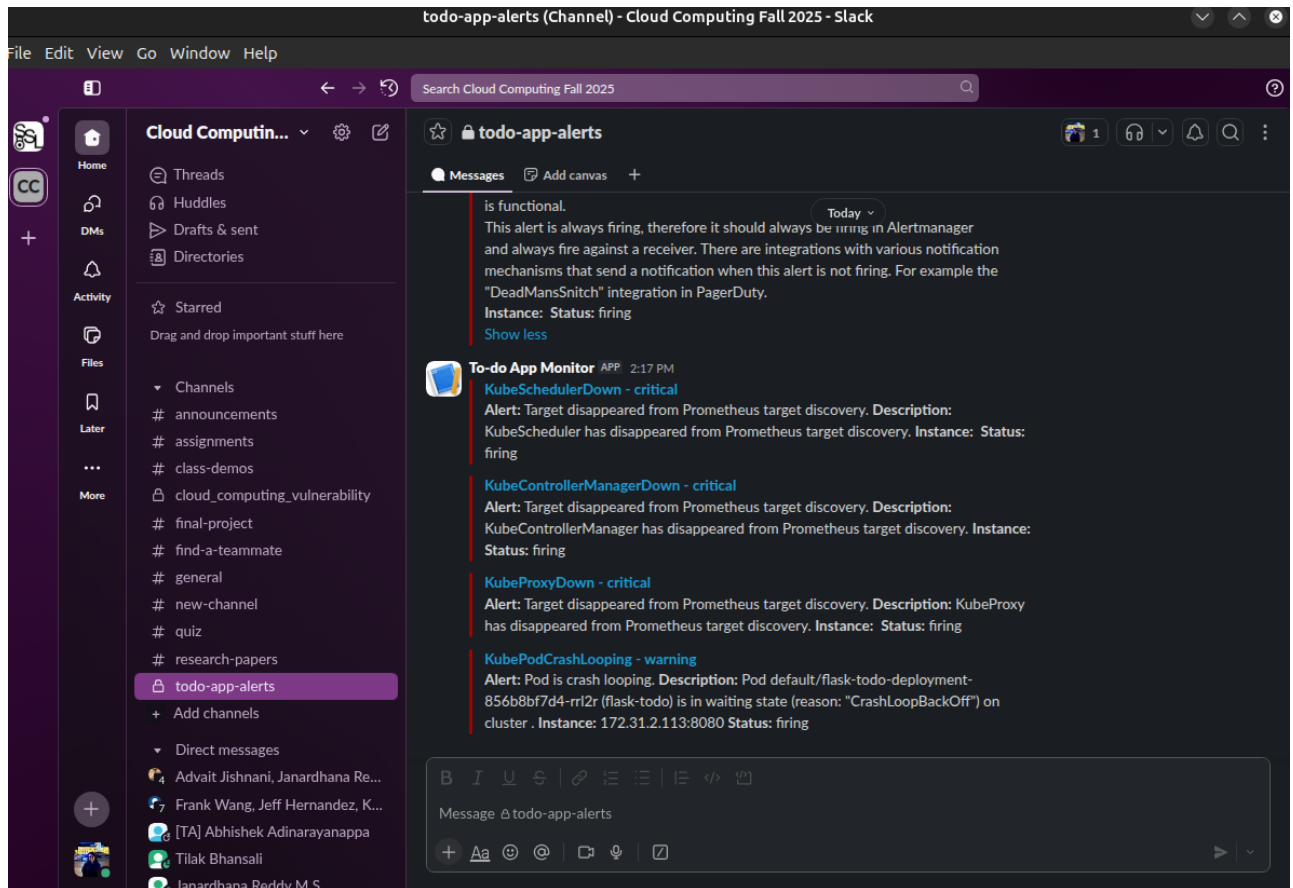 todo-app-alerts (Channel) - Cloud Computing Fall 2025 - Slack
File Edit View Go Window Help
Search Cloud Computing Fall 2025
CC
Home
DMs
Activity
Files
Later
More
Cloud Computin...
Threads
Huddles
Drafts & sent
Directories
Starred
Drag and drop important stuff here
Channels
# announcements
# assignments
# class-demos
cloud_computing_vulnerability
# final-project
# find-a-teammate
# general
# new-channel
# quiz
# research-papers
todo-app-alerts
+ Add channels
Direct messages
4 Advait Jishnani, Janardhana Re...
7 Frank Wang, Jeff Hernandez, K...
[TA] Abhishek Adinarayanappa
Tilak Bhansali
Janardhana Reddy M S
todo-app-alerts
1
Messages Add canvas +
is functional.
Today
This alert is always firing, therefore it should always be firing in Alertmanager
and always fire against a receiver. There are integrations with various notification
mechanisms that send a notification when this alert is not firing. For example the
"DeadMansSnitch" integration in PagerDuty.
Instance: Status: firing
Show less
To-do App Monitor APP 2:17 PM
KubeSchedulerDown - critical
Alert: Target disappeared from Prometheus target discovery. Description:
KubeScheduler has disappeared from Prometheus target discovery. Instance: Status:
firing
KubeControllerManagerDown - critical
Alert: Target disappeared from Prometheus target discovery. Description:
KubeControllerManager has disappeared from Prometheus target discovery. Instance:
Status: firing
KubeProxyDown - critical
Alert: Target disappeared from Prometheus target discovery. Description: KubeProxy
has disappeared from Prometheus target discovery. Instance: Status: firing
KubePodCrashLooping - warning
Alert: Pod is crash looping. Description: Pod default/flask-todo-deployment-
856b8bf7d4-rrl2r (flask-todo) is in waiting state (reason: "CrashLoopBackOff") on
cluster . Instance: 172.31.2.113:8080 Status: firing
B I U S
Message todo-app-alerts
+ Aa @